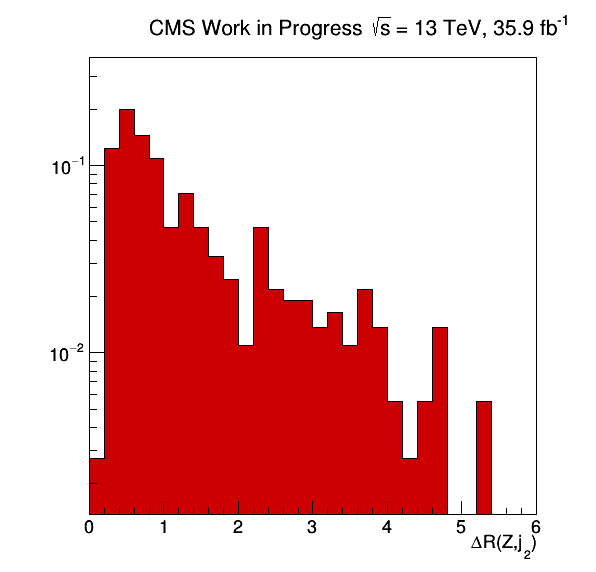 CMS Work in Progress √s = 13 TeV, 35.9 fb⁻¹
10⁻¹
10⁻²
0 1 2 3 4 5 6
ΔR(Z,j₂)